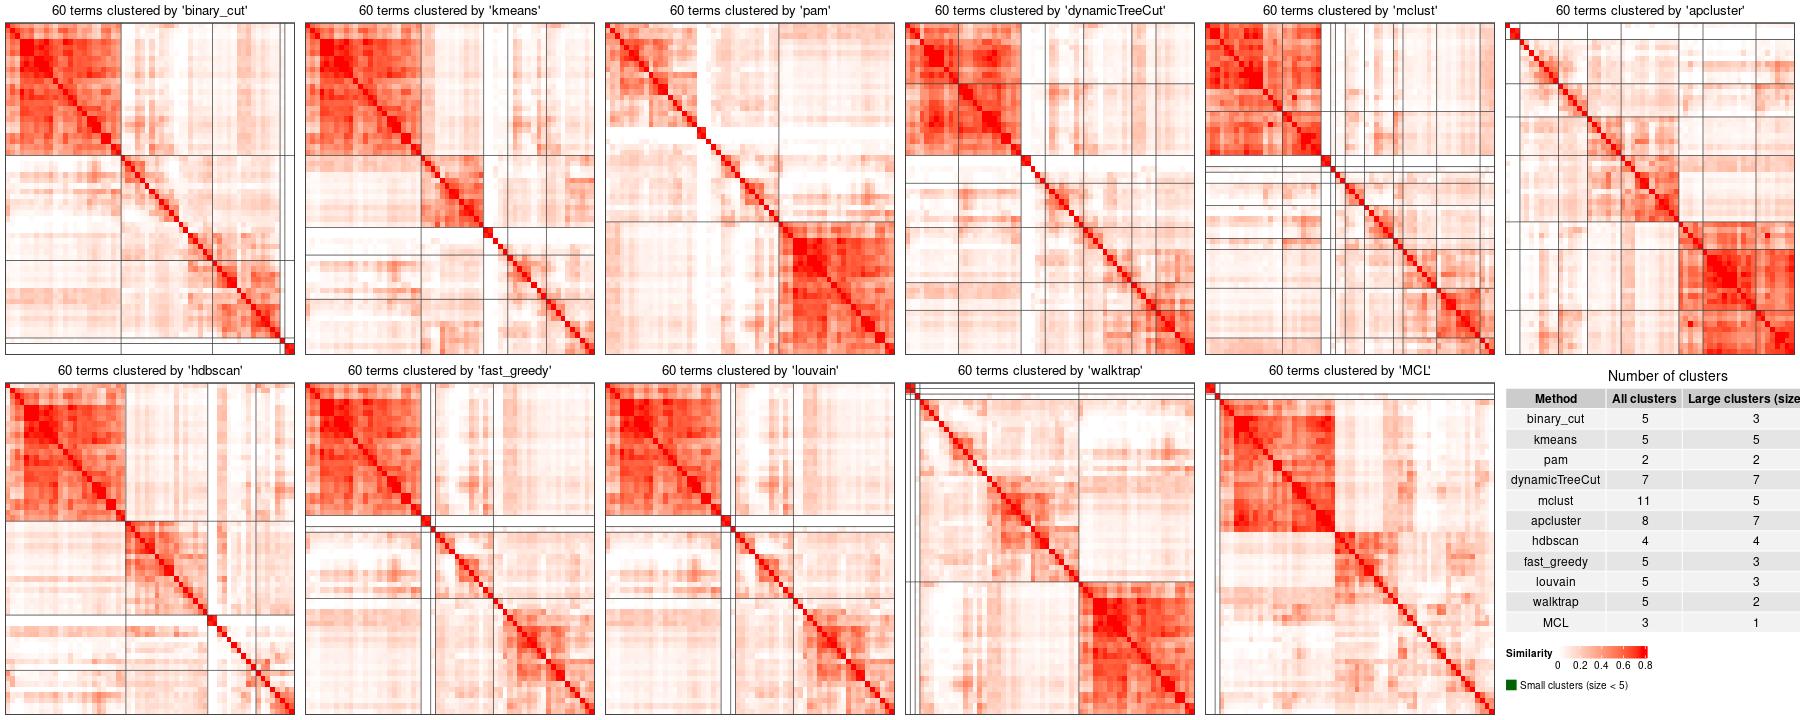 60 terms clustered by 'binary_cut'
60 terms clustered by 'kmeans'
60 terms clustered by 'pam'
60 terms clustered by 'dynamicTreeCut'
60 terms clustered by 'mclust'
60 terms clustered by 'apcluster'
60 terms clustered by 'hdbscan'
60 terms clustered by 'fast_greedy'
60 terms clustered by 'louvain'
60 terms clustered by 'walktrap'
60 terms clustered by 'MCL'
Number of clusters
Method All clusters Large clusters (size
binary_cut 5 3
kmeans 5 5
pam 2 2
dynamicTreeCut 7 7
mclust 11 5
apcluster 8 7
hdbscan 4 4
fast_greedy 5 3
louvain 5 3
walktrap 5 2
MCL 3 1
Similarity
0 0.2 0.4 0.6 0.8
Small clusters (size < 5)